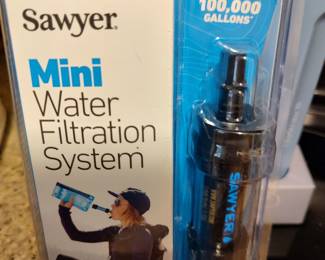 Sawyer®
100,000
GALLONS*
Mini
Water
Filtration
System
SAWYER